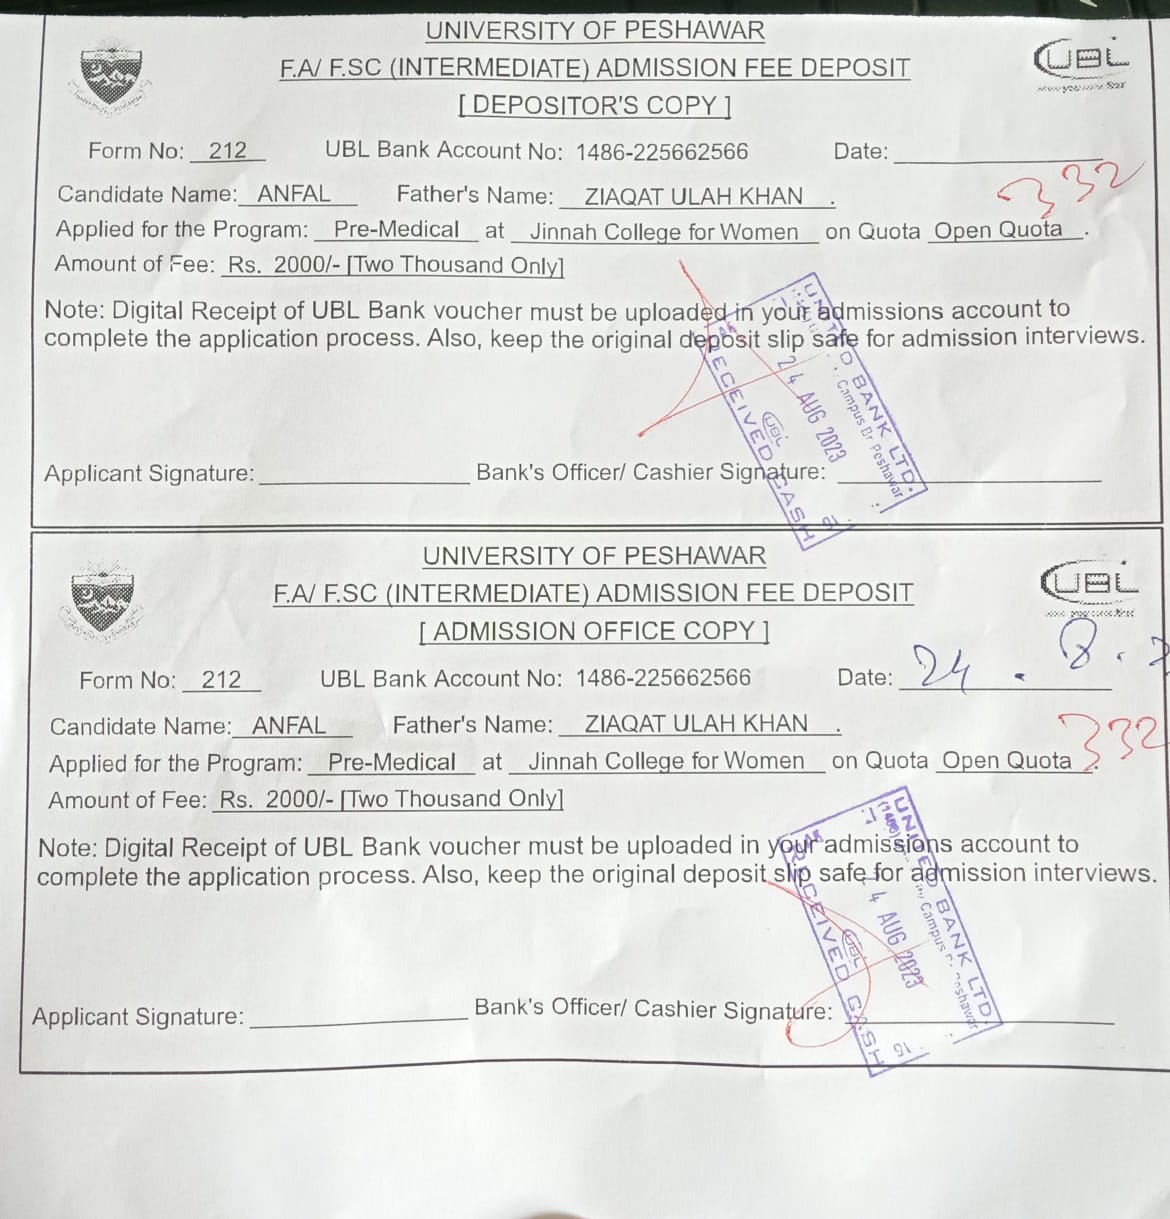 UNIVERSITY OF PESHAWAR
F.A/ F.SC (INTERMEDIATE) ADMISSION FEE DEPOSIT
[ DEPOSITOR'S COPY ]
UBL
Form No: 212 UBL Bank Account No: 1486-225662566 Date:
332
Candidate Name: ANFAL Father's Name: ZIAQAT ULAH KHAN .
Applied for the Program: Pre-Medical at Jinnah College for Women on Quota Open Quota .
Amount of Fee: Rs. 2000/- [Two Thousand Only]
Note: Digital Receipt of UBL Bank voucher must be uploaded in your admissions account to
complete the application process. Also, keep the original deposit slip safe for admission interviews.
UNITED BANK LTD.
Campus Br Peshawar
24 AUG 2023
UBL
RECEIVED CASH
Applicant Signature: Bank's Officer/ Cashier Signature:
UNIVERSITY OF PESHAWAR
F.A/ F.SC (INTERMEDIATE) ADMISSION FEE DEPOSIT
[ ADMISSION OFFICE COPY ]
UBL
Form No: 212 UBL Bank Account No: 1486-225662566 Date: 24.8.
332
Candidate Name: ANFAL Father's Name: ZIAQAT ULAH KHAN .
Applied for the Program: Pre-Medical at Jinnah College for Women on Quota Open Quota .
Amount of Fee: Rs. 2000/- [Two Thousand Only]
Note: Digital Receipt of UBL Bank voucher must be uploaded in your admissions account to
complete the application process. Also, keep the original deposit slip safe for admission interviews.
UNITED BANK LTD.
Campus
4 AUG 2023
UBL
RECEIVED CASH
Applicant Signature: Bank's Officer/ Cashier Signature: